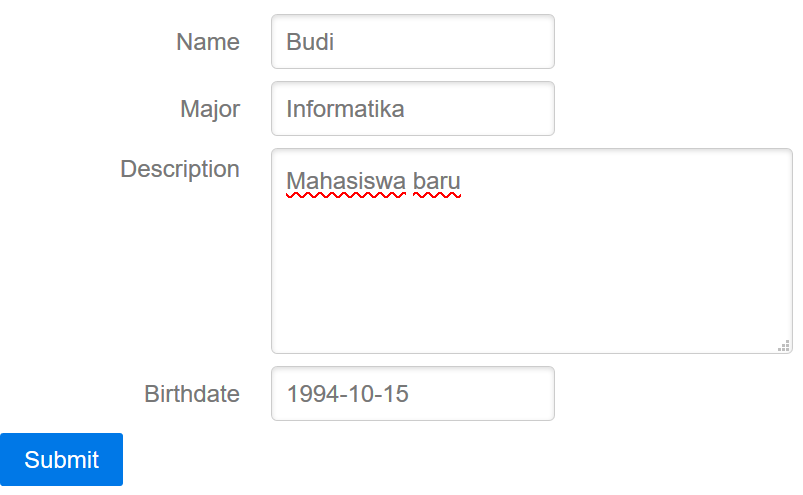 Name Budi
Major Informatika
Description Mahasiswa baru
Birthdate 1994-10-15
Submit